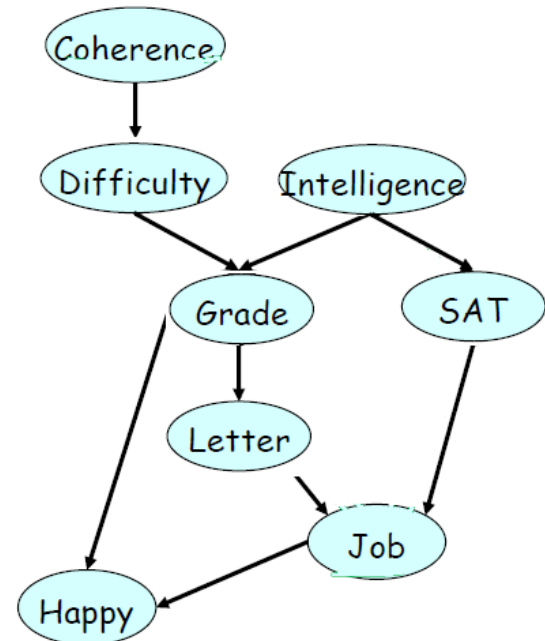 Coherence
Difficulty
Intelligence
Grade
SAT
Letter
Job
Happy